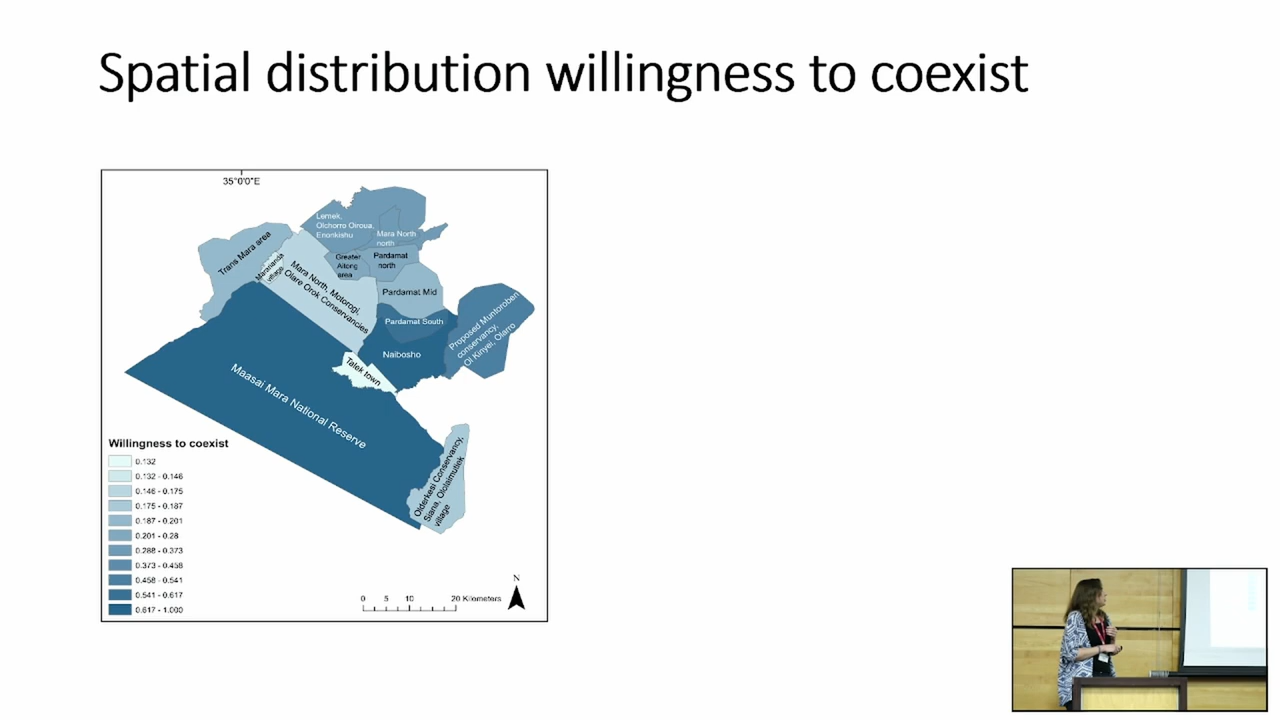 Spatial distribution willingness to coexist
35°0'0"E
Lemek,
Olchorro Oiroua,
Enonkishu
Mara North
north
Trans Mara area
Mararianda
village
Greater
Aitong
area
Pardamat
north
Mara North, Motorogi,
Olare Orok Conservancies
Pardamat Mid
Pardamat South
Proposed Muntoroben
conservancy,
Ol Kinyei, Olarro
Naibosho
Talek town
Maasai Mara National Reserve
Olderkesi Conservancy,
Siana, Ololaimutiek
village
Willingness to coexist
0.132
0.132 - 0.146
0.146 - 0.175
0.175 - 0.187
0.187 - 0.201
0.201 - 0.28
0.288 - 0.373
0.373 - 0.458
0.458 - 0.541
0.541 - 0.617
0.617 - 1.000
N
0 5 10 20 Kilometers